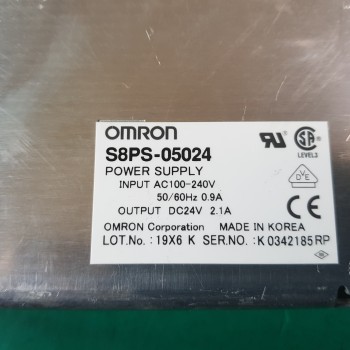 OMRON
S8PS-05024
POWER SUPPLY
INPUT AC100-240V
50/60Hz 0.9A
OUTPUT DC24V 2.1A
OMRON Corporation MADE IN KOREA
LOT.No.: 19X6 K SER.NO.: K 0342185 RP
LEVEL3